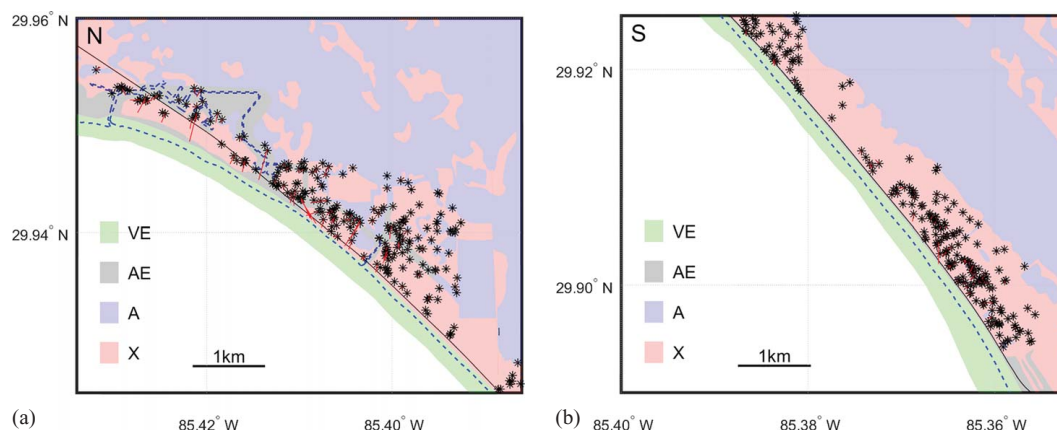 29.96° N
N
29.94° N
VE
AE
A
X
1km
85.42° W
85.40° W
(a)
S
29.92° N
29.90° N
VE
AE
A
X
1km
85.40° W
85.38° W
85.36° W
(b)